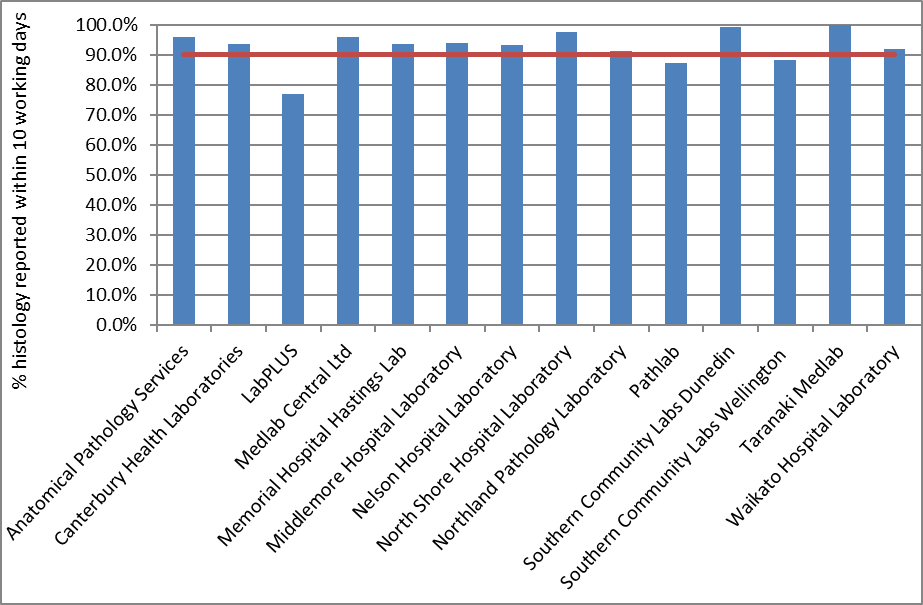 % histology reported within 10 working days
100.0%
90.0%
80.0%
70.0%
60.0%
50.0%
40.0%
30.0%
20.0%
10.0%
0.0%
Anatomical Pathology Services
Canterbury Health Laboratories
LabPLUS
Medlab Central Ltd
Memorial Hospital Hastings Lab
Middlemore Hospital Laboratory
Nelson Hospital Laboratory
North Shore Hospital Laboratory
Northland Pathology Laboratory
Pathlab
Southern Community Labs Dunedin
Southern Community Labs Wellington
Taranaki Medlab
Waikato Hospital Laboratory